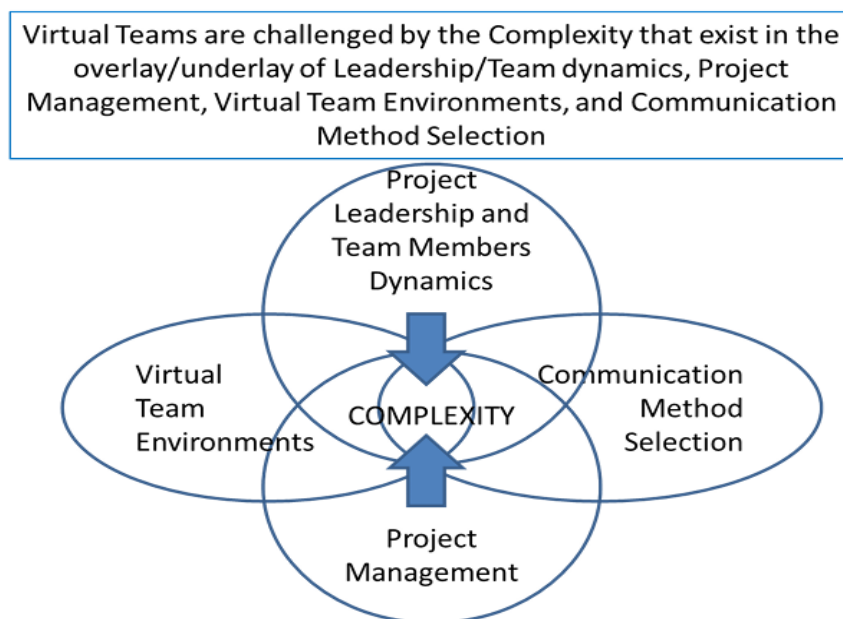 Virtual Teams are challenged by the Complexity that exist in the
overlay/underlay of Leadership/Team dynamics, Project
Management, Virtual Team Environments, and Communication
Method Selection
Project
Leadership and
Team Members
Dynamics
Virtual
Team
Environments
COMPLEXITY
Communication
Method
Selection
Project
Management